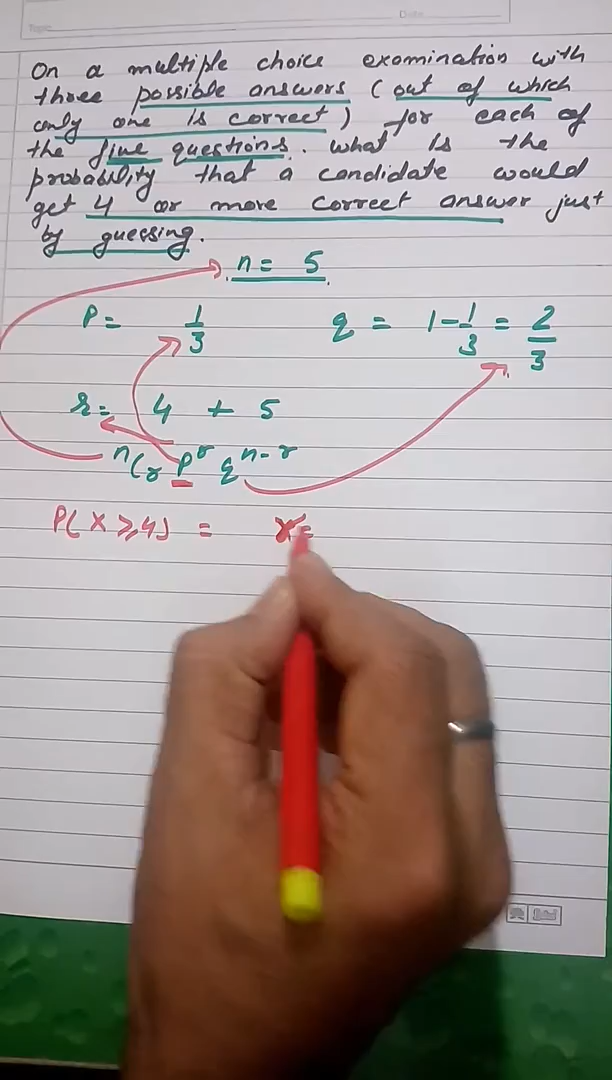 Topic
Date
On a multiple choice examination with
three possible answers (out of which
only one is correct) for each of
the five questions. What is the
probability that a candidate would
get 4 or more correct answer just
by guessing.
n = 5
P = 1/3 q = 1 - 1/3 = 2/3
r = 4 + 5
nCr p^r q^n-r
P(X ≥ 4) =